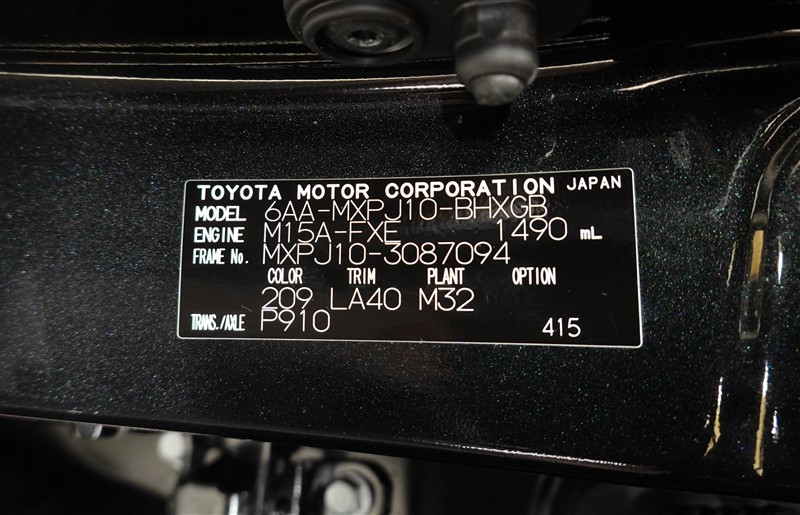 TOYOTA MOTOR CORPORATION JAPAN
MODEL 6AA-MXPJ10-BHXGB
ENGINE M15A-FXE 1490 mL
FRAME No. MXPJ10-3087094
COLOR TRIM PLANT OPTION
209 LA40 M32
TRANS./AXLE P910 415